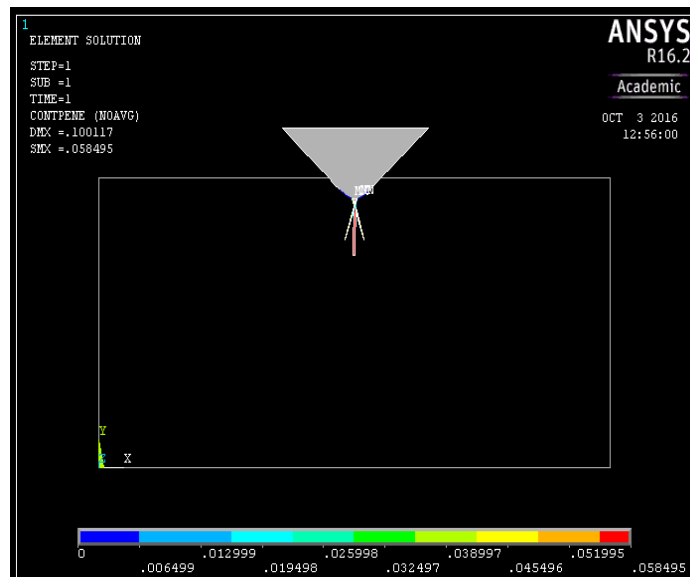 1
ELEMENT SOLUTION
STEP=1
SUB =1
TIME=1
CONTPENE (NOAVG)
DMX =.100117
SMX =.058495
ANSYS
R16.2
Academic
OCT 3 2016
12:56:00
Y
X
0 .012999 .025998 .038997 .051995
.006499 .019498 .032497 .045496 .058495